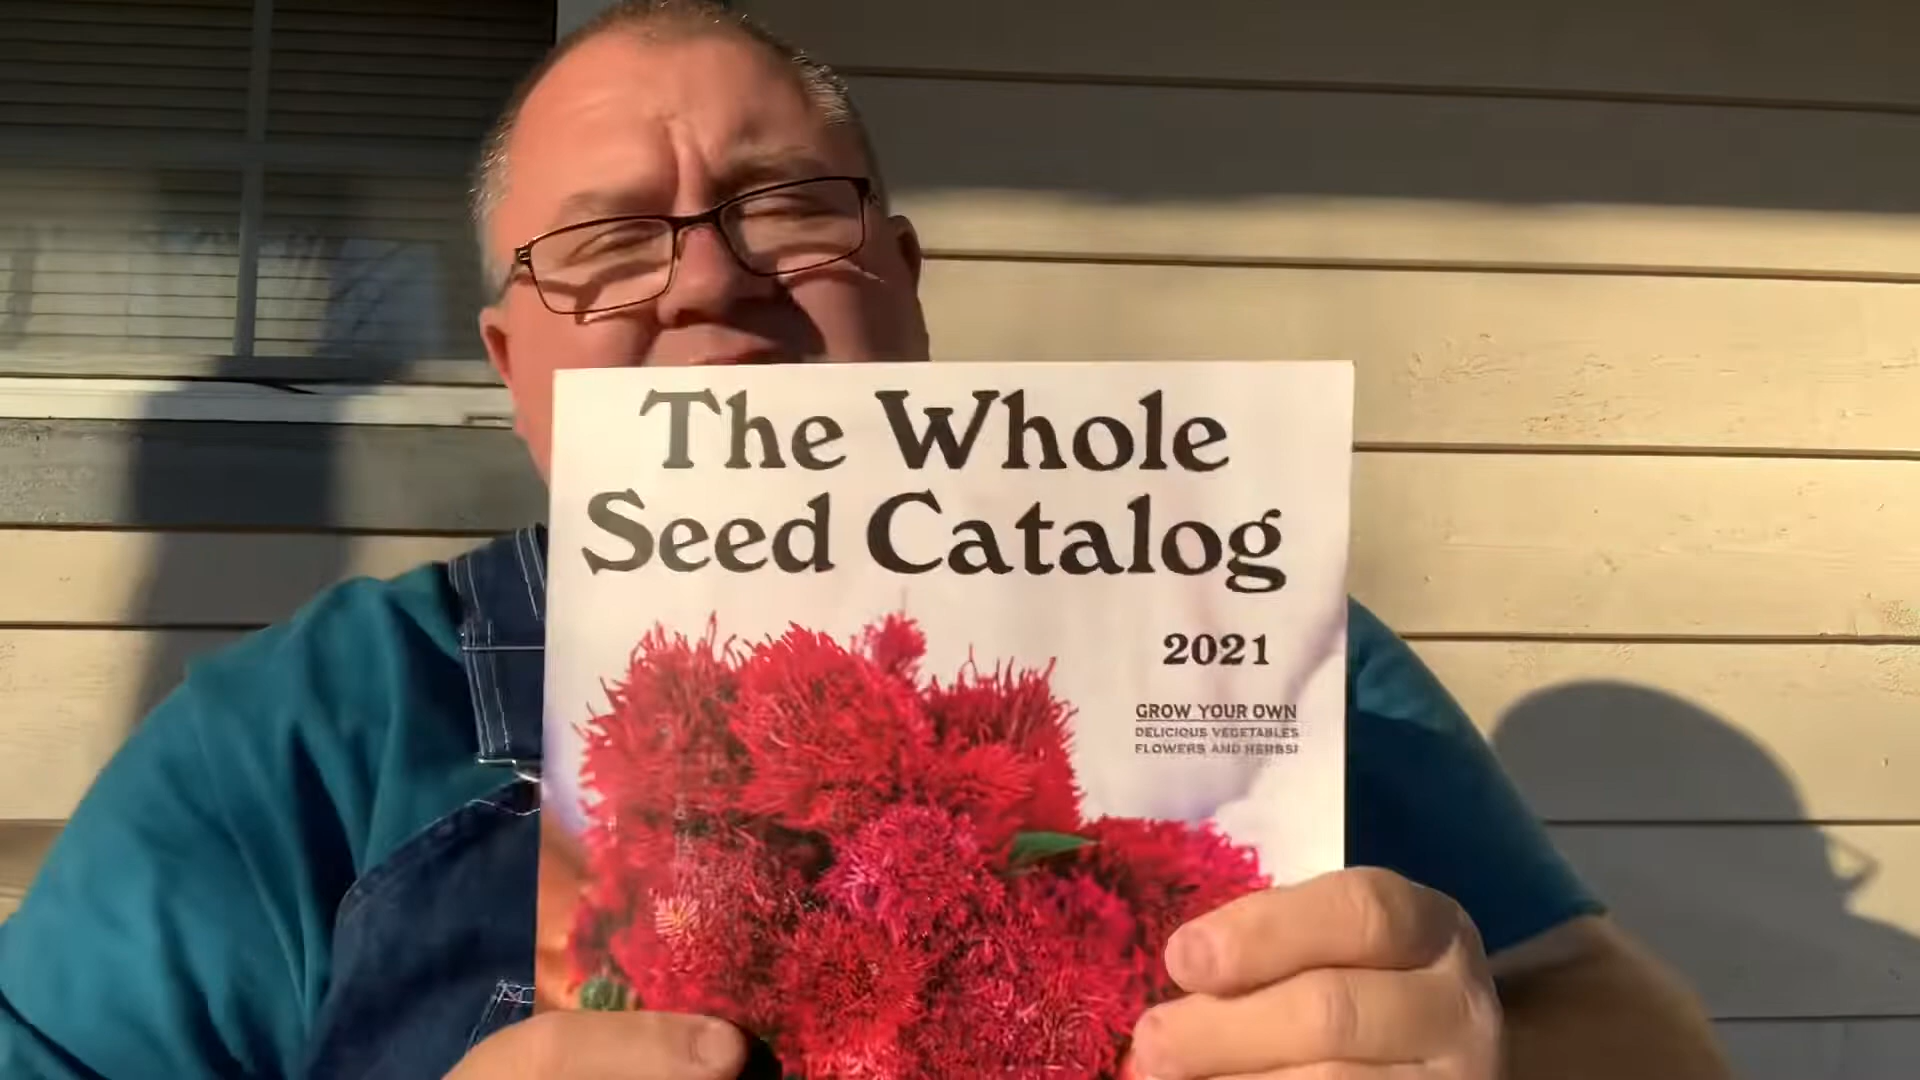 The Whole
Seed Catalog
2021
GROW YOUR OWN
DELICIOUS VEGETABLES
FLOWERS AND HERBS!